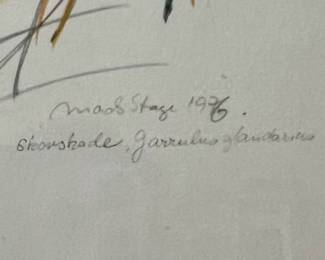 Mads Stage 1976.
Skovskade, Garrulus glandarius